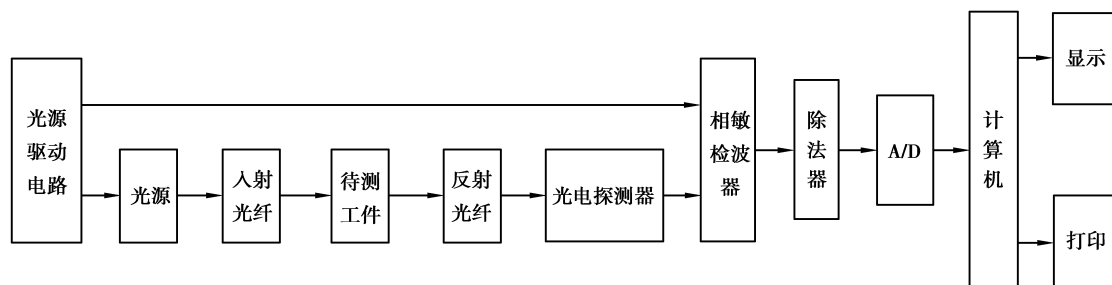 光源
驱动
电路
光源
入射
光纤
待测
工件
反射
光纤
光电探测器
相敏
检波
器
除
法
器
A/D
计
算
机
显示
打印